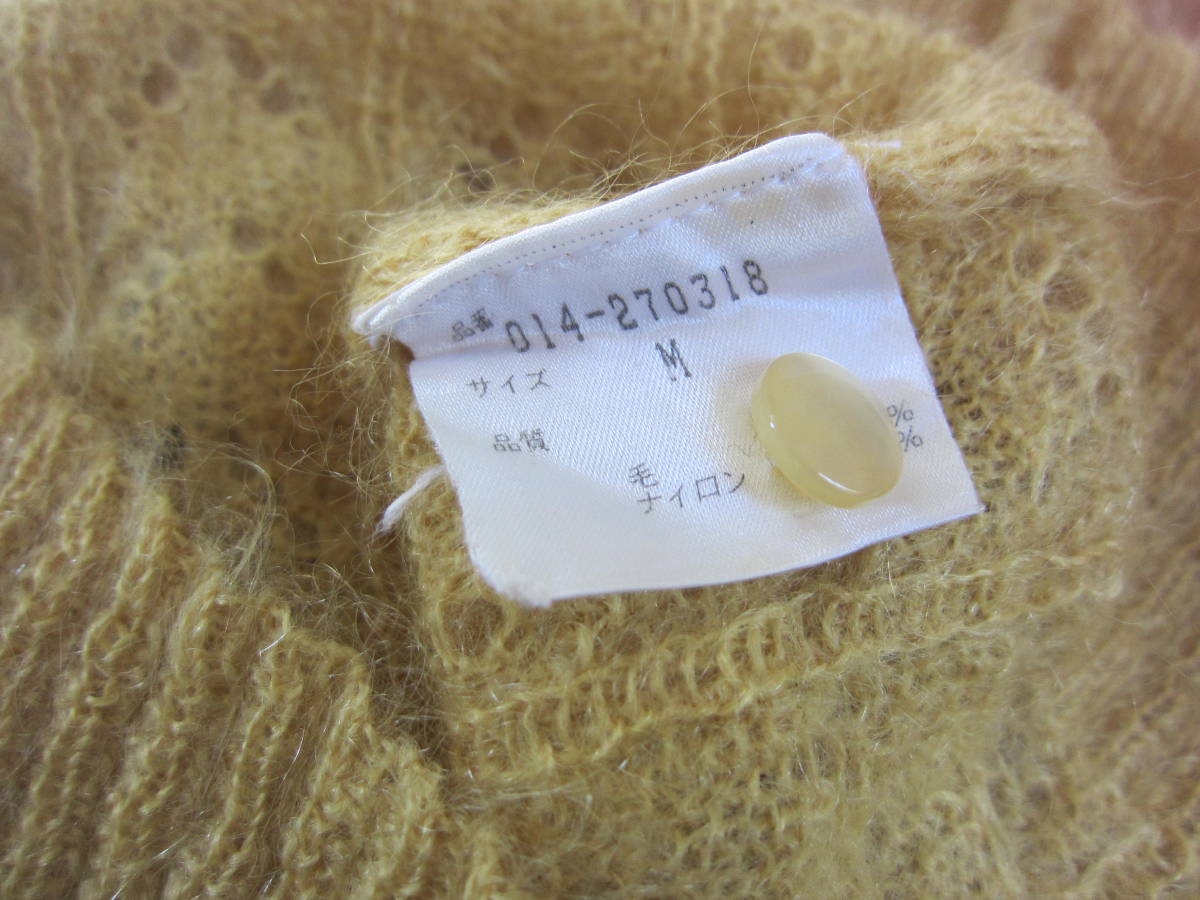 品番 014-270318
サイズ M
品質
毛 %
ナイロン %